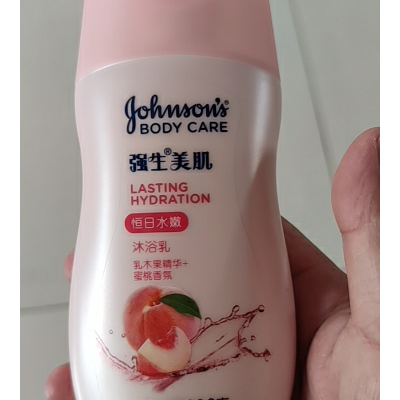 Johnson's
BODY CARE
强生®美肌
LASTING
HYDRATION
恒日水嫩
沐浴乳
乳木果精华+
蜜桃香氛